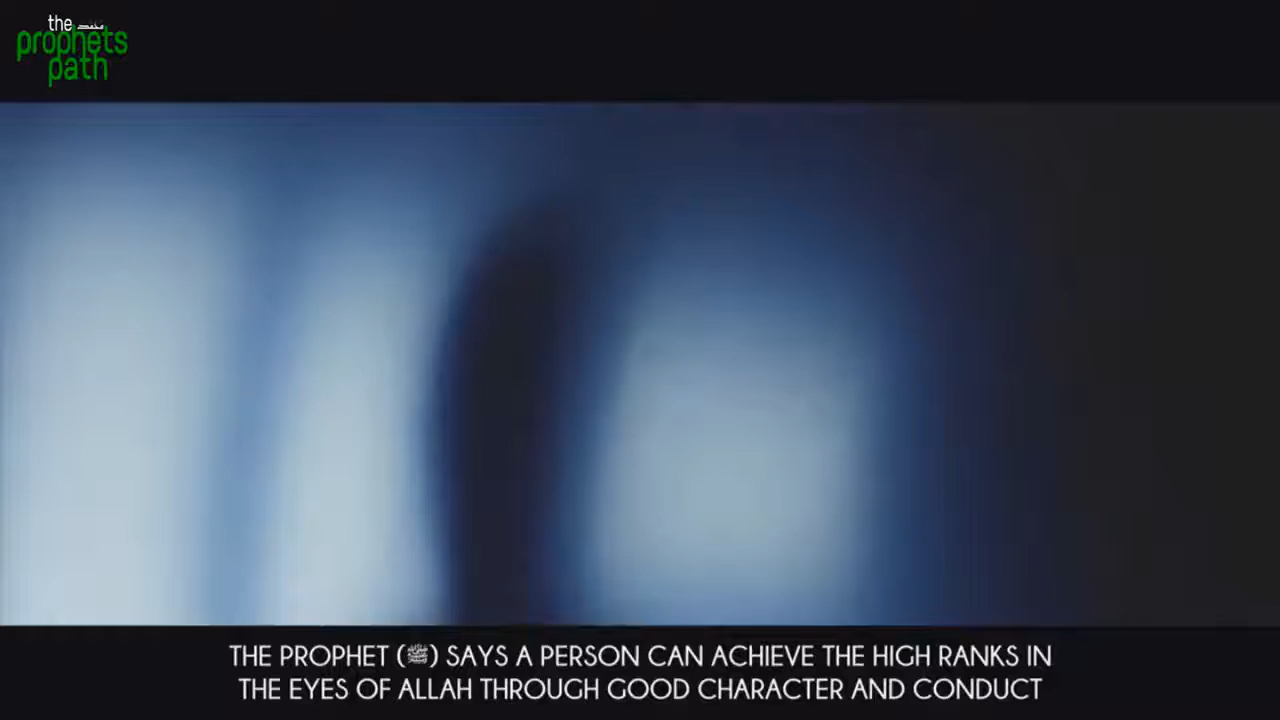 the محمد
prophets
path
THE PROPHET (ﷺ) SAYS A PERSON CAN ACHIEVE THE HIGH RANKS IN
THE EYES OF ALLAH THROUGH GOOD CHARACTER AND CONDUCT